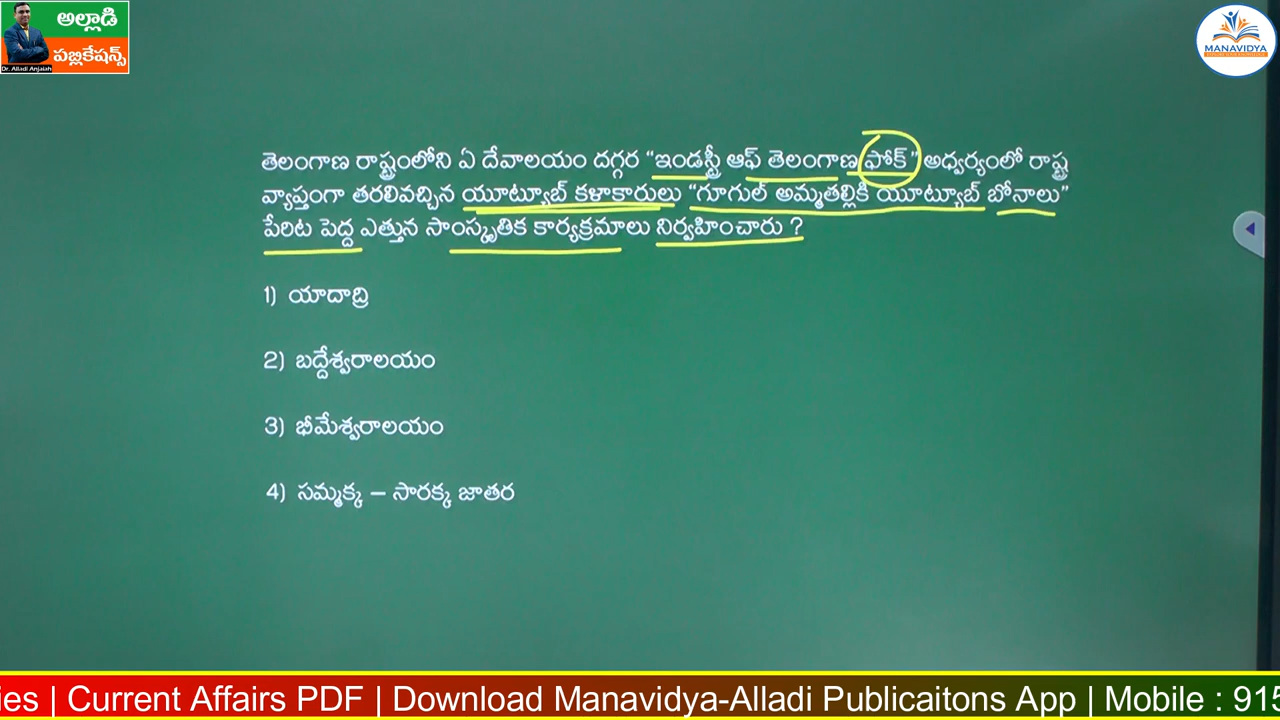 అల్లాడి
పబ్లికేషన్స్
Dr. Alladi Anjaiah
MANAVIDYA
తెలంగాణ రాష్ట్రంలోని ఏ దేవాలయం దగ్గర “ఇండస్ట్రీ ఆఫ్ తెలంగాణ ఫోక్” అధ్వర్యంలో రాష్ట్ర
వ్యాప్తంగా తరలివచ్చిన యూట్యూబ్ కళాకారులు “గూగుల్ అమ్మతల్లికి యూట్యూబ్ బోనాలు”
పేరిట పెద్ద ఎత్తున సాంస్కృతిక కార్యక్రమాలు నిర్వహించారు ?
1) యాదాద్రి
2) బద్దేశ్వరాలయం
3) భీమేశ్వరాలయం
4) సమ్మక్క – సారక్క జాతర
ies | Current Affairs PDF | Download Manavidya-Alladi Publicaitons App | Mobile : 915